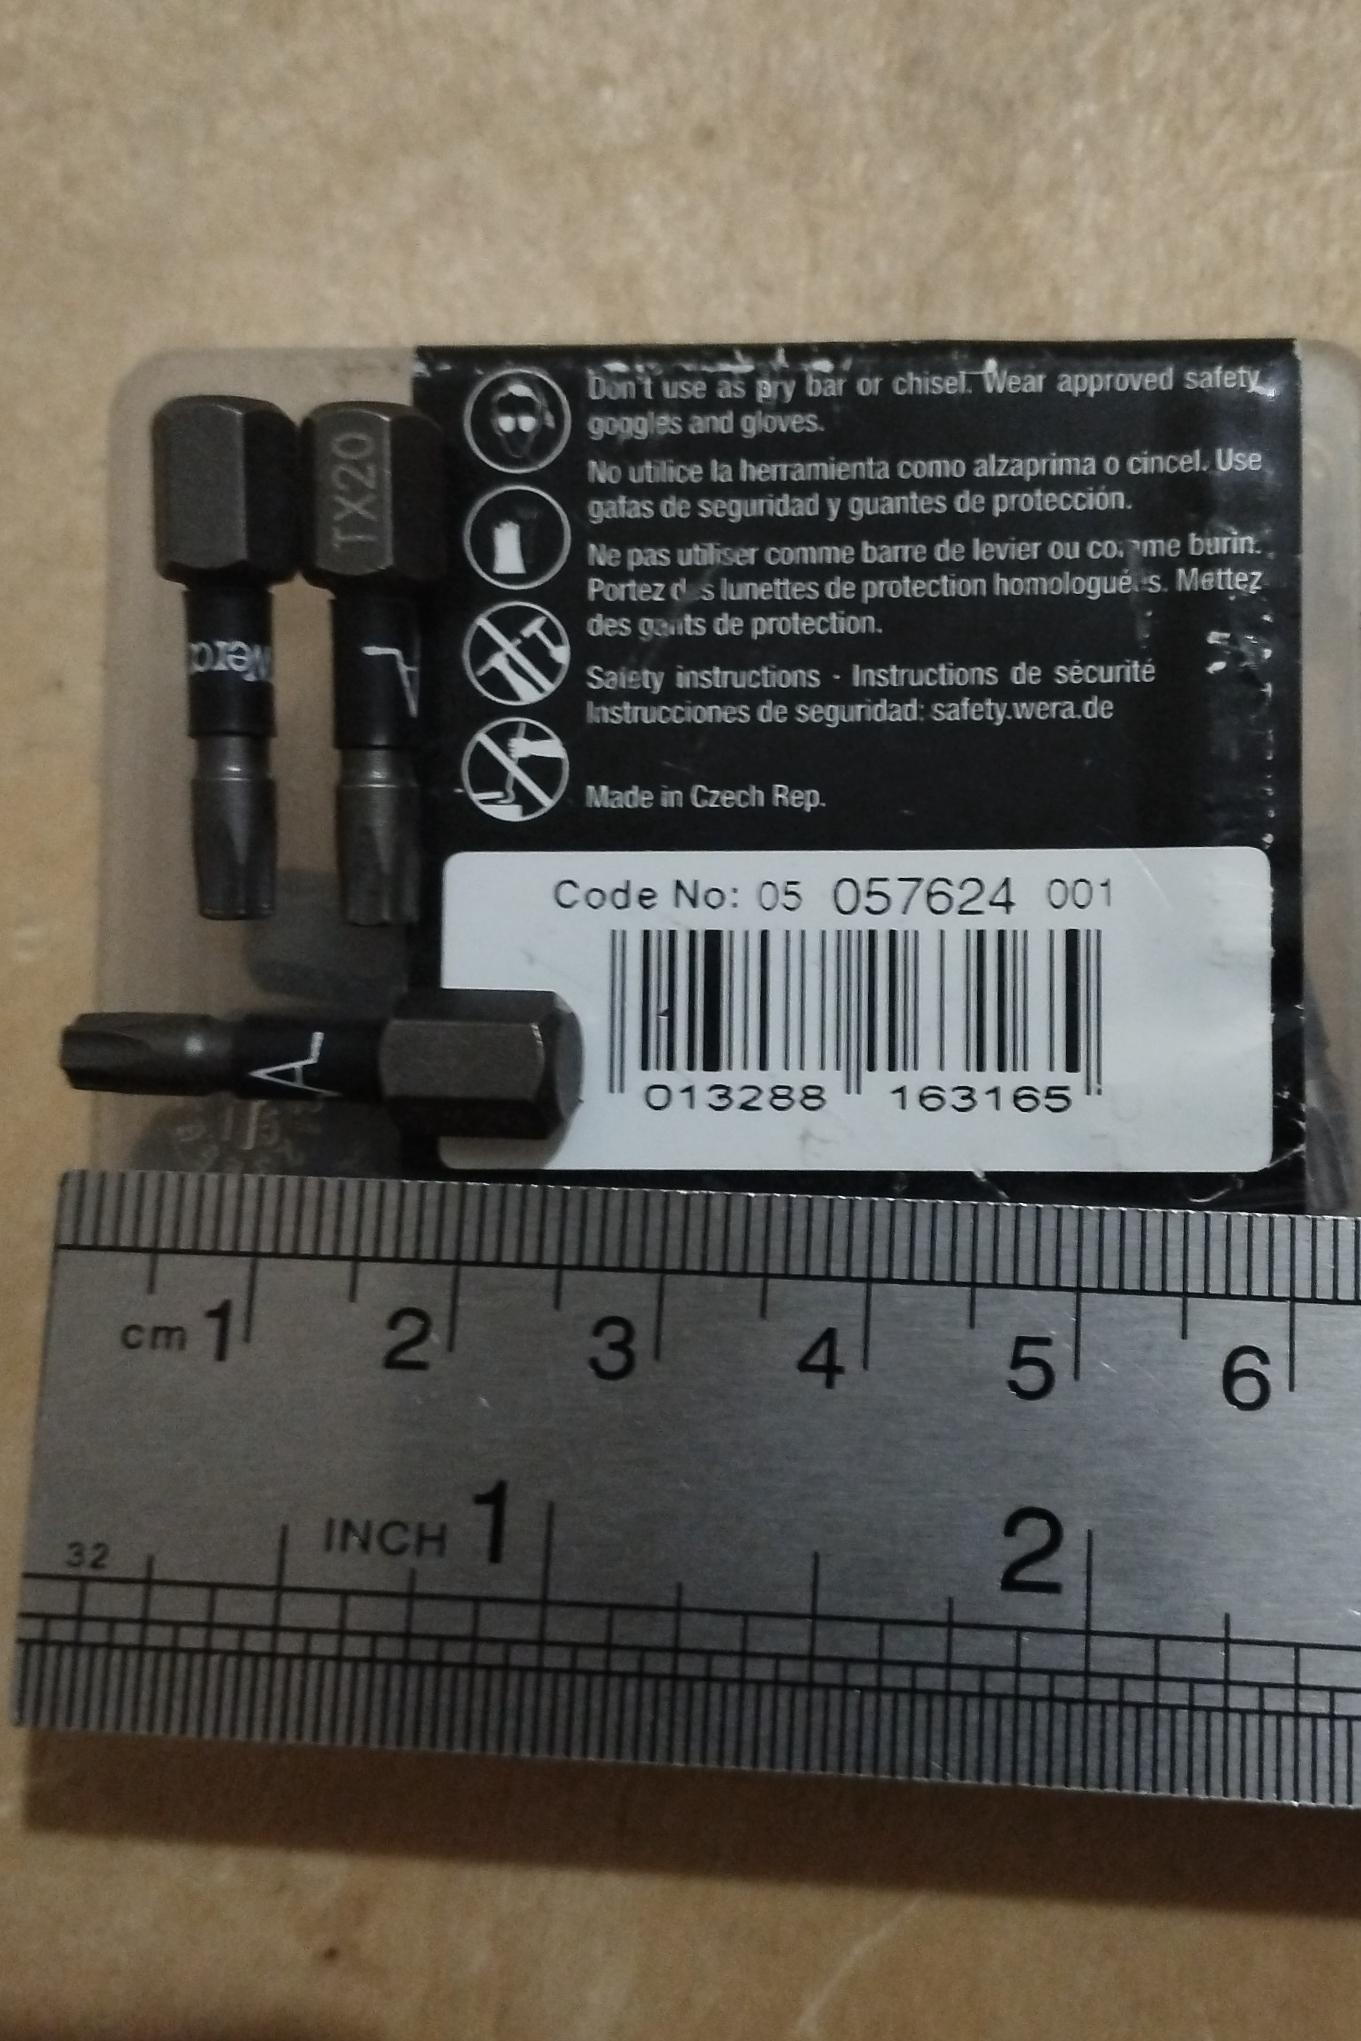 TX20
Wera
Don't use as pry bar or chisel. Wear approved safety
goggles and gloves.
No utilice la herramienta como alzaprima o cincel. Use
gafas de seguridad y guantes de protección.
Ne pas utiliser comme barre de levier ou comme burin.
Portez des lunettes de protection homologuées. Mettez
des gants de protection.
Safety instructions - Instructions de sécurité
Instrucciones de seguridad: safety.wera.de
Made in Czech Rep.
Code No: 05 057624 001
013288 163165
cm 1 2 3 4 5 6
INCH 1 2
32